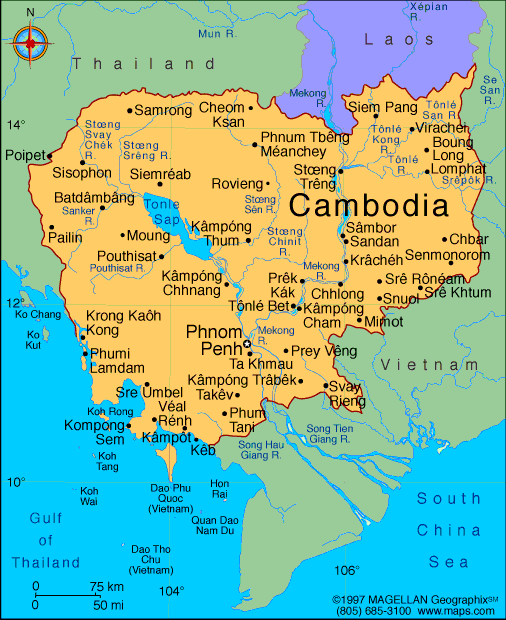 N
Xépian
R.
Mun R.
Laos
Thailand
Se
San R.
Mekong
R.
Samrong
Cheom
Ksan
Siem Pang
Tônlé
San R.
14°
Stœng
Svay
Chék
R.
Stœng
Srêng R.
Phnum Tbêng
Méanchey
Tônlé
Kong
R.
Virachei
Boung
Long
Poipet
Sisophon
Siemréab
Rovieng
Stœng
Trêng
Tônlé
R.
Lomphat
Srêpôk R.
Batdâmbâng
Sanker
R.
Tonle
Sap
Stœng
Sên R.
Cambodia
Pailin
Moung
Kâmpóng
Thum
Stœng
Chinit
R.
Sâmbor
Sandan
Chbar
Pouthisat
Pouthisat R.
Krâchéh
Senmonorom
Kâmpóng
Chhnang
Mekong
R.
Prêk
Kák
Chhlong
Srê Rônéam
Ko Chang
12°
Tônlé Bet
Kâmpóng
Cham
Snuol
Srê Khtum
Ko
Kut
Krong Kaôh
Kong
Phnom
Penh
Mekong
R.
Mimot
Phumi
Lamdam
Prey Vêng
Ta Khmau
Vietnam
Sre Umbel
Kâmpóng Trâbêk
Takêv
Svay
Rieng
Koh Rong
Véal
Rénh
Phum
Tani
Kompong
Sem
Kâmpót
Kêb
Song Tien
Giang R.
Song Hau
Giang R.
Koh
Tang
10°
Koh
Wai
Dao Phu
Quoc
(Vietnam)
Hon
Rai
Quan Dao
Nam Du
South
China
Sea
Gulf
of
Thailand
Dao Tho
Chu
(Vietnam)
0 75 km
0 50 mi
104°
106°
©1997 MAGELLAN Geographix℠
(805) 685-3100 www.maps.com